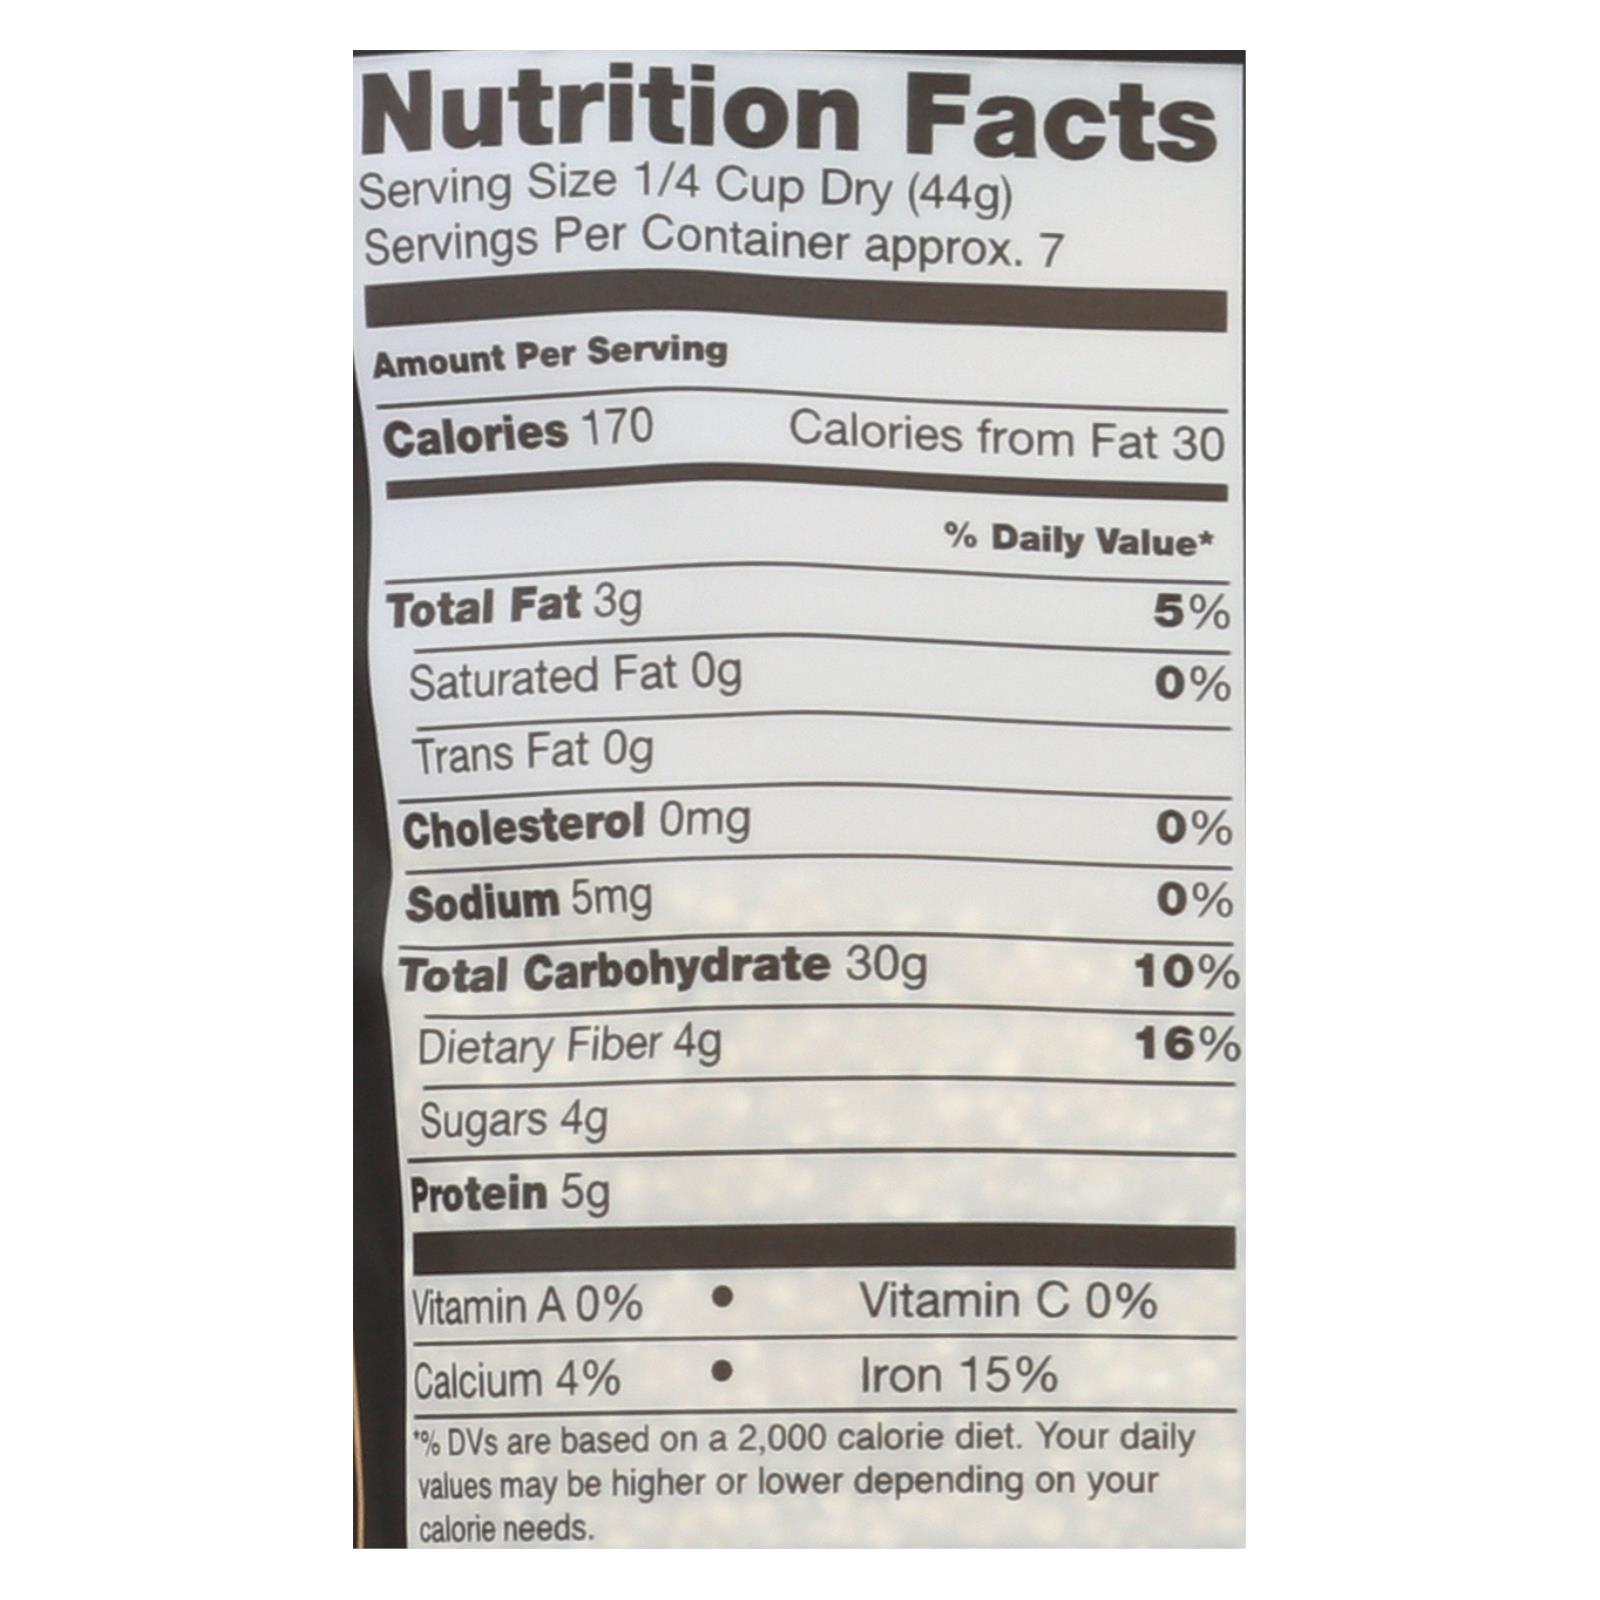 Nutrition Facts
Serving Size 1/4 Cup Dry (44g)
Servings Per Container approx. 7
Amount Per Serving
Calories 170 Calories from Fat 30
% Daily Value*
Total Fat 3g 5%
Saturated Fat 0g 0%
Trans Fat 0g
Cholesterol 0mg 0%
Sodium 5mg 0%
Total Carbohydrate 30g 10%
Dietary Fiber 4g 16%
Sugars 4g
Protein 5g
Vitamin A 0% • Vitamin C 0%
Calcium 4% • Iron 15%
*% DVs are based on a 2,000 calorie diet. Your daily
values may be higher or lower depending on your
calorie needs.